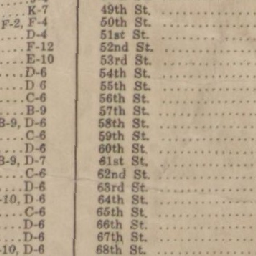 K-7 49th St.
F-2, F-4 50th St.
D-4 51st St.
F-12 52nd St.
E-10 53rd St.
D-6 54th St.
D-6 55th St.
C-6 56th St.
B-9 57th St.
B-9, D-6 58th St.
C-6 59th St.
D-6 60th St.
B-9, D-7 61st St.
C-6 62nd St.
D-6 63rd St.
-10, D-6 64th St.
C-6 65th St.
D-6 66th St.
D-6 67th St.
-10, D-6 68th St.